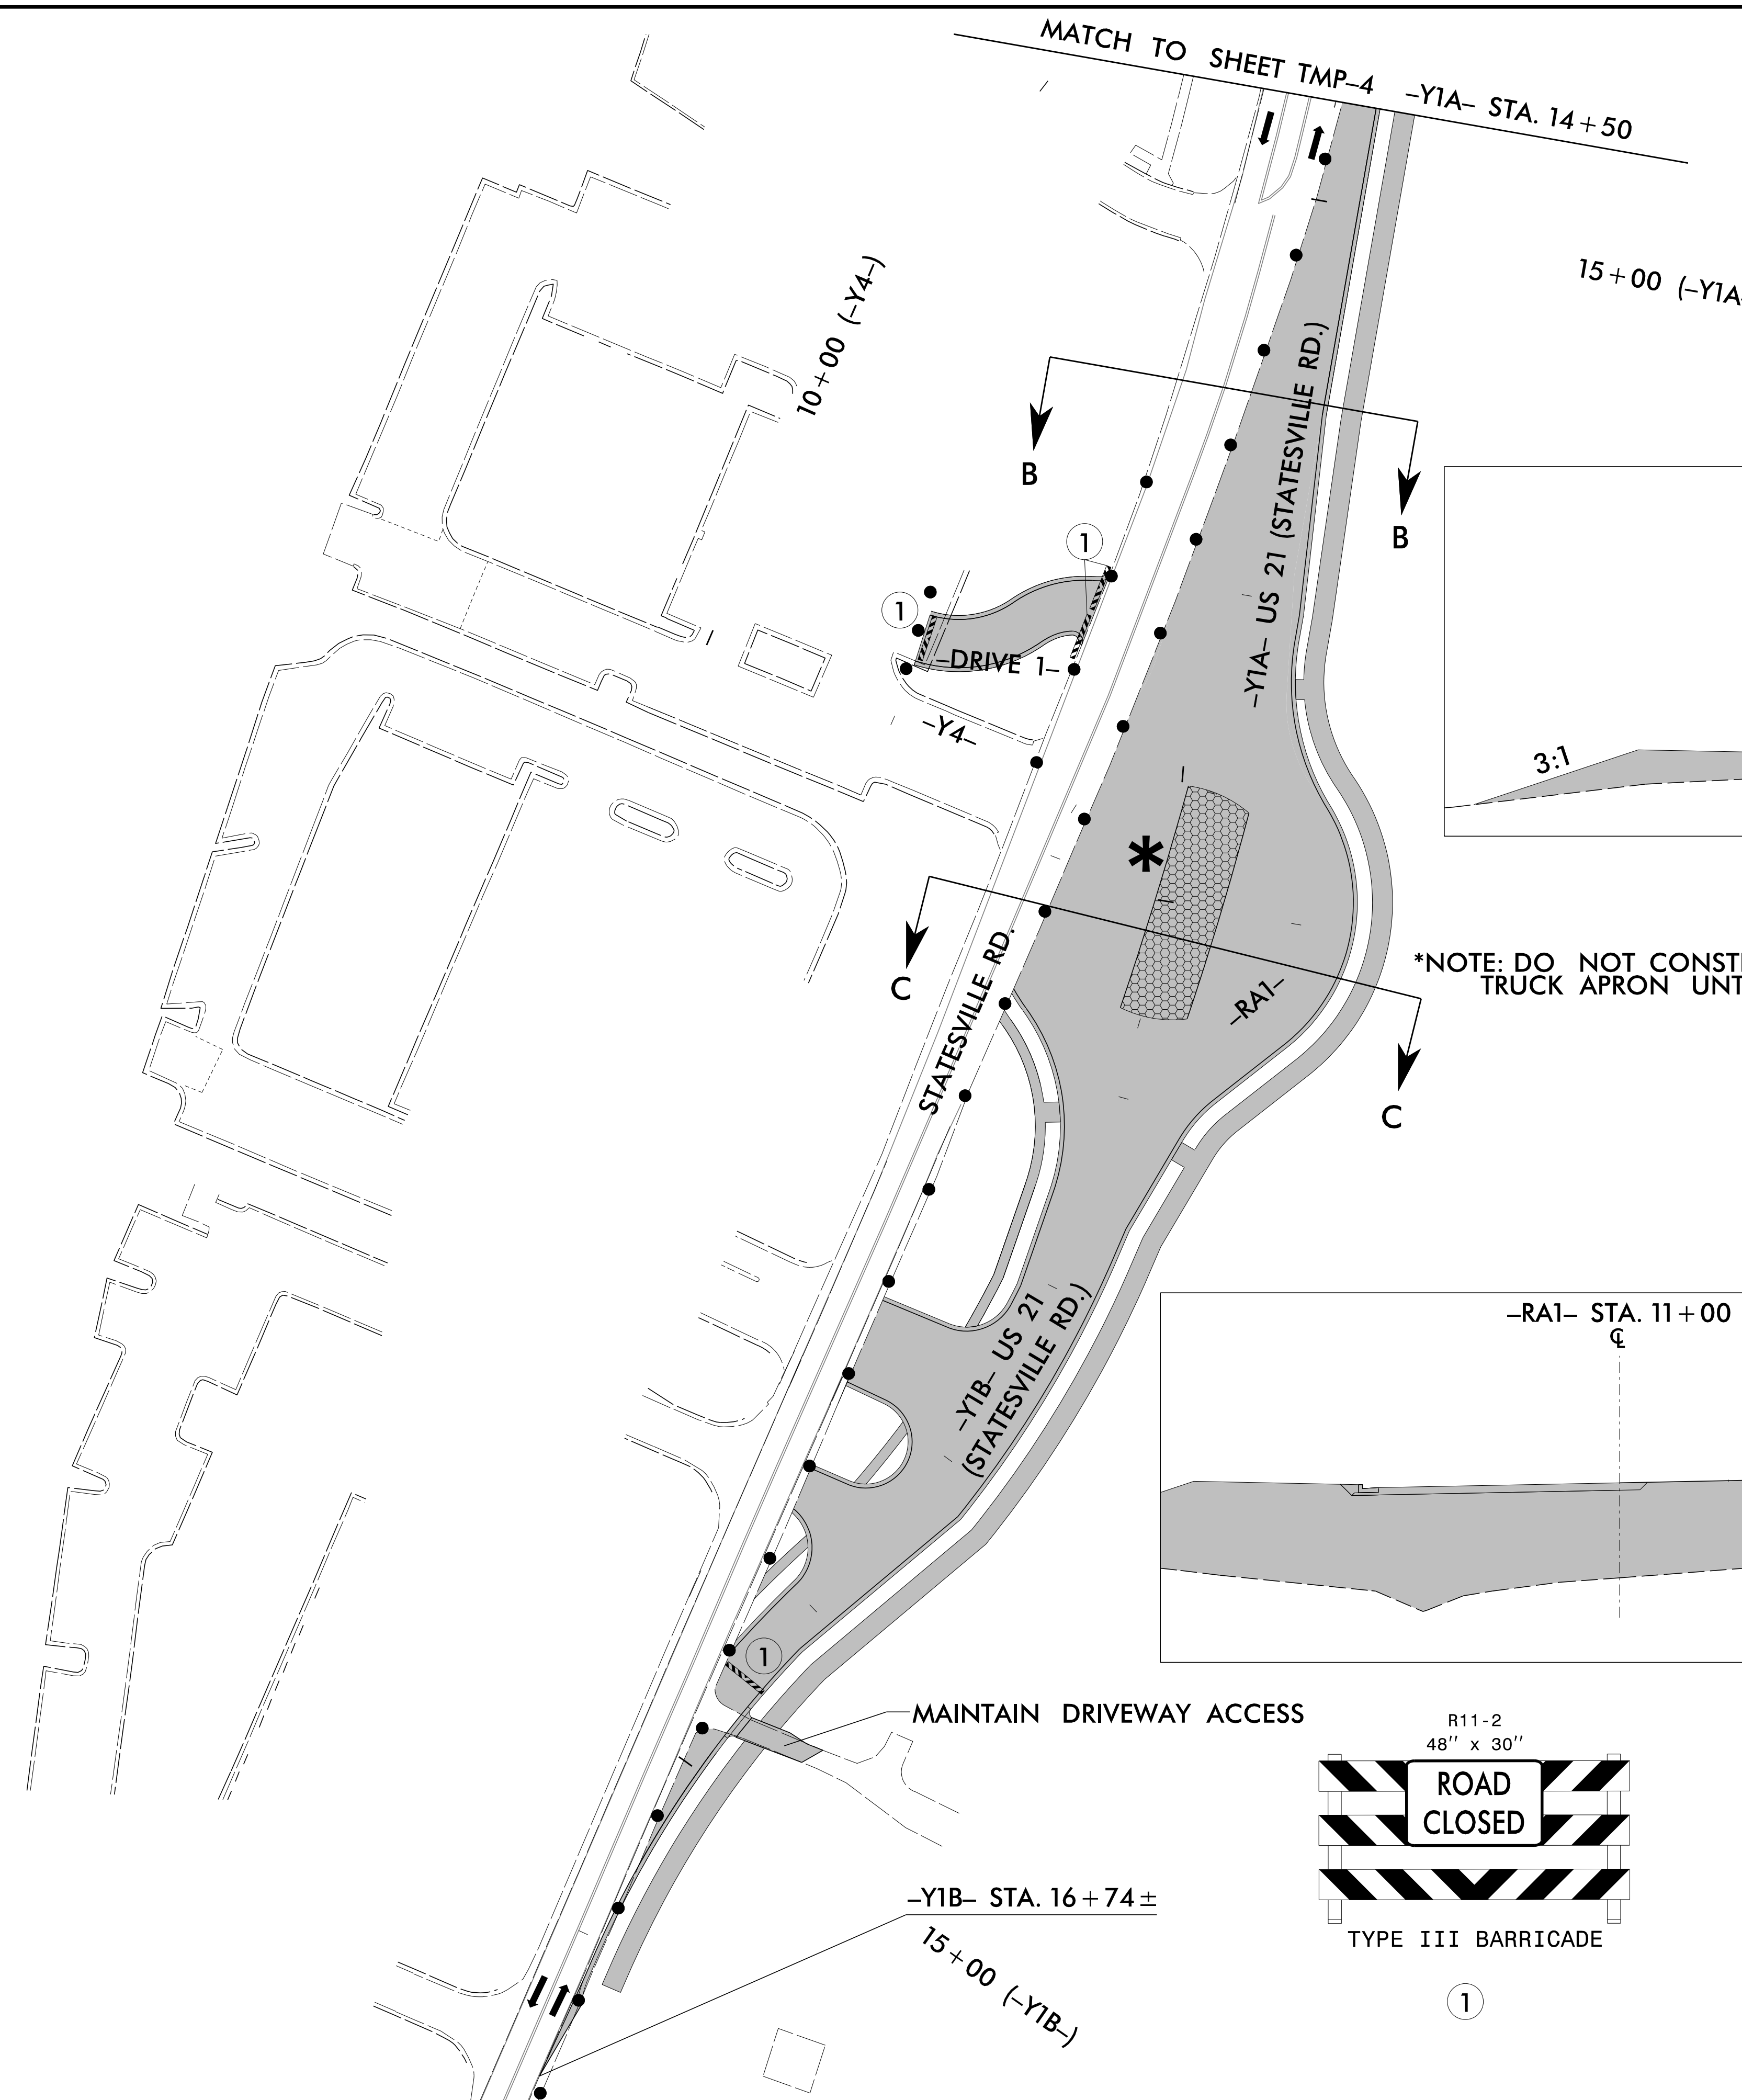 MATCH TO SHEET TMP–4 –Y1A– STA. 14+50
15+00 (–Y1A–
10+00 (–Y4–)
B
B
–Y1A– US 21 (STATESVILLE RD.)
1
1
–DRIVE 1–
–Y4–
3:1
*
C
C
STATESVILLE RD.
–RA1–
*NOTE: DO NOT CONST
TRUCK APRON UNT
–Y1B– US 21
(STATESVILLE RD.)
–RA1– STA. 11+00
℄
1
MAINTAIN DRIVEWAY ACCESS
R11-2
48" x 30"
ROAD
CLOSED
TYPE III BARRICADE
1
–Y1B– STA. 16+74±
15+00 (–Y1B–)